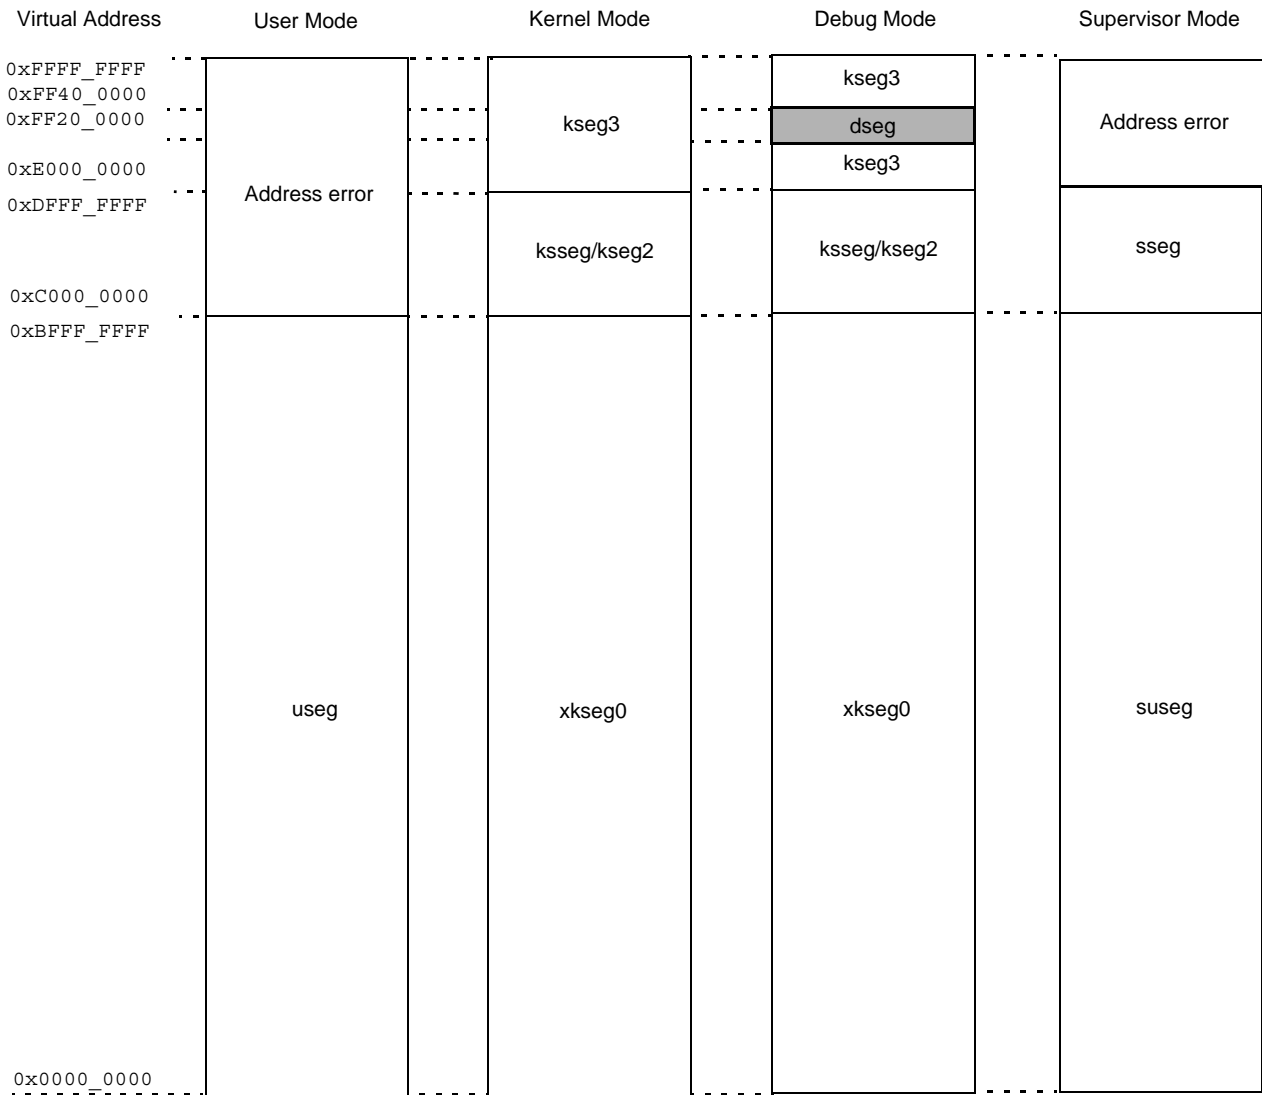 Virtual Address User Mode Kernel Mode Debug Mode Supervisor Mode
0xFFFF_FFFF
kseg3
0xFF40_0000
0xFF20_0000
kseg3
dseg
Address error
0xE000_0000
kseg3
Address error
0xDFFF_FFFF
ksseg/kseg2
ksseg/kseg2
sseg
0xC000_0000
0xBFFF_FFFF
useg
xkseg0
xkseg0
suseg
0x0000_0000